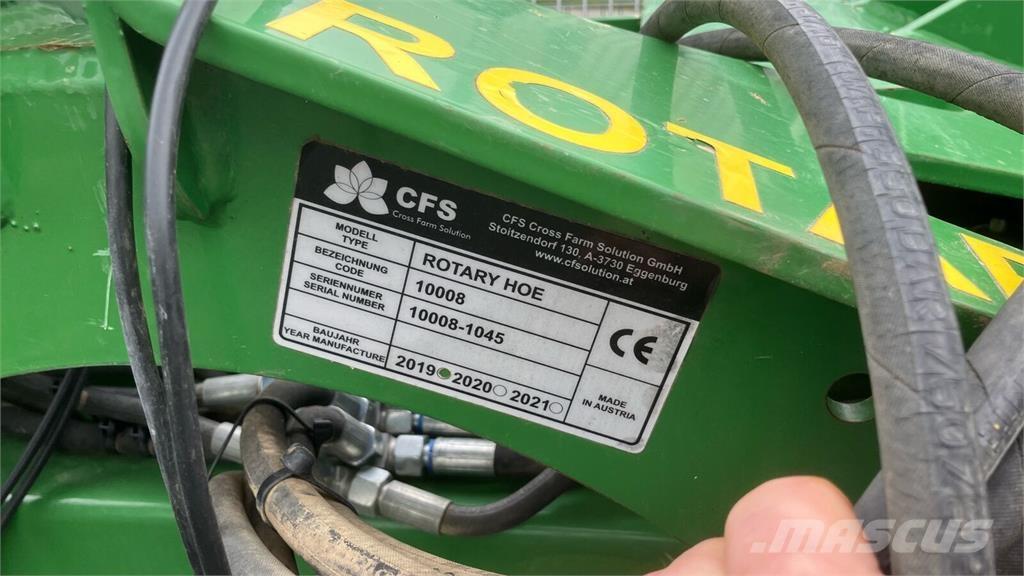 ROTA
CFS
Cross Farm Solution
CFS Cross Farm Solution GmbH
Stoitzendorf 130, A-3730 Eggenburg
www.cfsolution.at
MODELL
TYPE
ROTARY HOE
BEZEICHNUNG
CODE
10008
SERIENNUMER
SERIAL NUMBER
10008-1045
BAUJAHR
YEAR MANUFACTURE
2019 2020 2021
CE
MADE
IN AUSTRIA
MASCUS